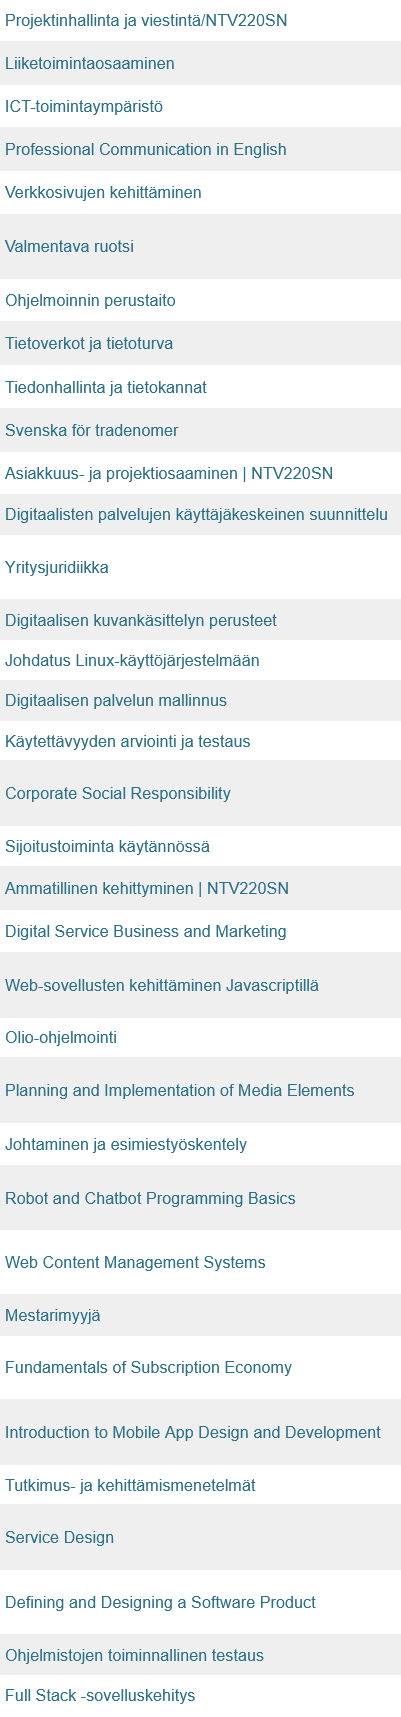 Projektinhallinta ja viestintä/NTV220SN
Liiketoimintaosaaminen
ICT-toimintaympäristö
Professional Communication in English
Verkkosivujen kehittäminen
Valmentava ruotsi
Ohjelmoinnin perustaito
Tietoverkot ja tietoturva
Tiedonhallinta ja tietokannat
Svenska för tradenomer
Asiakkuus- ja projektiosaaminen | NTV220SN
Digitaalisten palvelujen käyttäjäkeskeinen suunnittelu
Yritysjuridiikka
Digitaalisen kuvankäsittelyn perusteet
Johdatus Linux-käyttöjärjestelmään
Digitaalisen palvelun mallinnus
Käytettävyyden arviointi ja testaus
Corporate Social Responsibility
Sijoitustoiminta käytännössä
Ammatillinen kehittyminen | NTV220SN
Digital Service Business and Marketing
Web-sovellusten kehittäminen Javascriptillä
Olio-ohjelmointi
Planning and Implementation of Media Elements
Johtaminen ja esimiestyöskentely
Robot and Chatbot Programming Basics
Web Content Management Systems
Mestarimyyjä
Fundamentals of Subscription Economy
Introduction to Mobile App Design and Development
Tutkimus- ja kehittämismenetelmät
Service Design
Defining and Designing a Software Product
Ohjelmistojen toiminnallinen testaus
Full Stack -sovelluskehitys